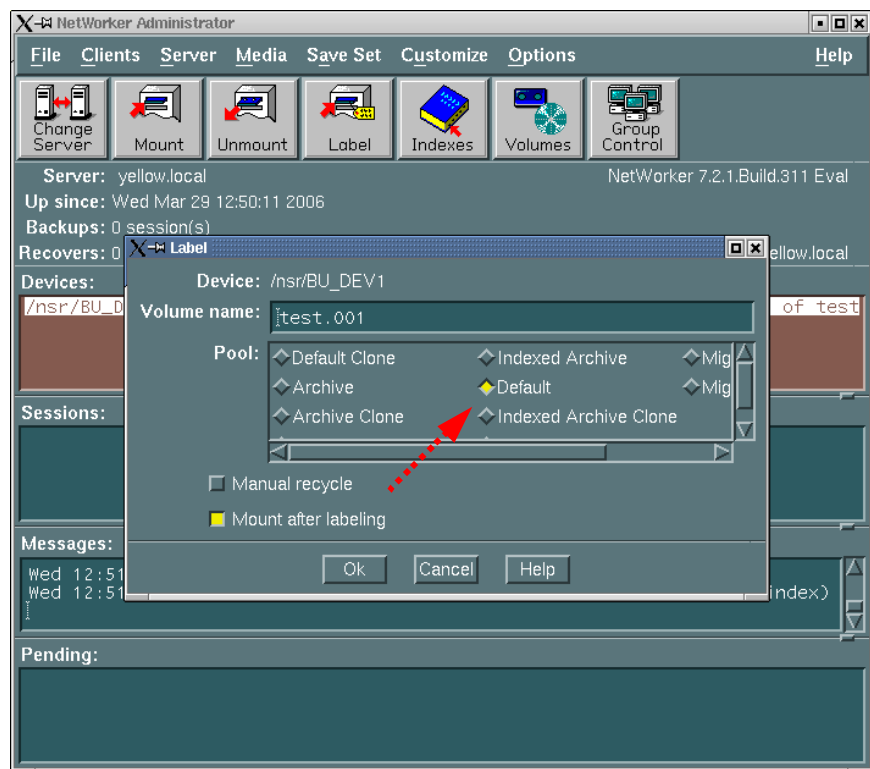 NetWorker Administrator
File Clients Server Media Save Set Customize Options Help
Change Server
Mount
Unmount
Label
Indexes
Volumes
Group Control
Server: yellow.local NetWorker 7.2.1.Build.311 Eval
Up since: Wed Mar 29 12:50:11 2006
Backups: 0 session(s)
Recovers: 0 ellow.local
Label
Devices:
Device: /nsr/BU_DEV1
/nsr/BU_D of test
Volume name: test.001
Pool:
Default Clone Indexed Archive Mig
Archive Default Mig
Archive Clone Indexed Archive Clone
Sessions:
Manual recycle
Mount after labeling
Messages:
Ok Cancel Help
Wed 12:51
Wed 12:51 index)
Pending: